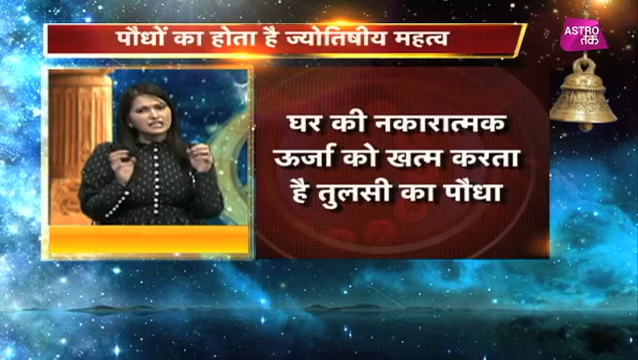 पौधों का होता है ज्योतिषीय महत्व
ASTRO
तक
घर की नकारात्मक
ऊर्जा को खत्म करता
है तुलसी का पौधा